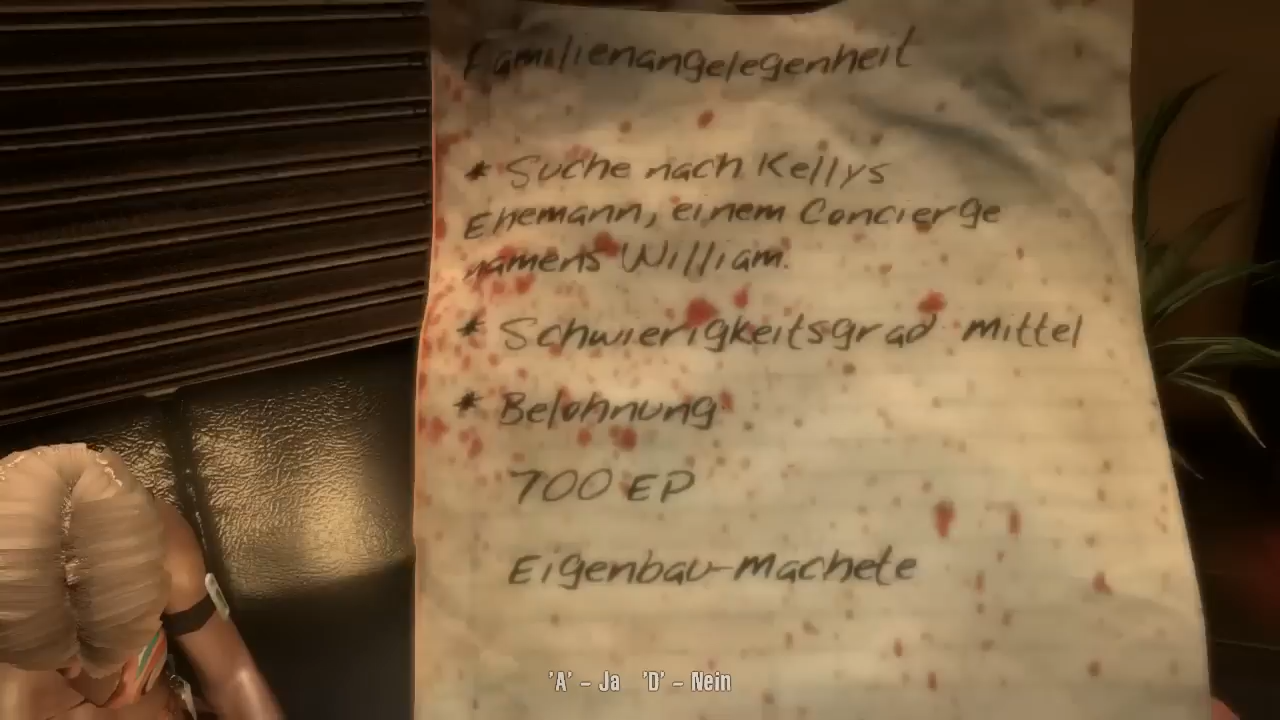 Familienangelegenheit
* Suche nach Kellys
Ehemann, einem Concierge
namens William.
* Schwierigkeitsgrad mittel
* Belohnung
700 EP
Eigenbau-Machete
'A' – Ja 'D' – Nein